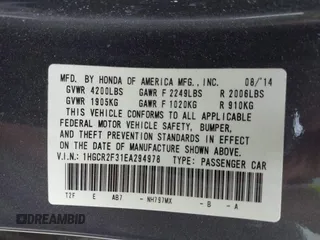 MFD. BY HONDA OF AMERICA MFG., INC. 08/'14
GVWR 4200LBS GAWR F 2249LBS R 2006LBS
GVWR 1905KG GAWR F 1020KG R 910KG
THIS VEHICLE CONFORMS TO ALL APPLICABLE
FEDERAL MOTOR VEHICLE SAFETY, BUMPER,
AND THEFT PREVENTION STANDARDS IN EFFECT
ON THE DATE OF MANUFACTURE SHOWN ABOVE.
V.I.N: 1HGCR2F31EA294978 TYPE: PASSENGER CAR
T2F E AB7 - NH797MX - B - A
DREAMBID